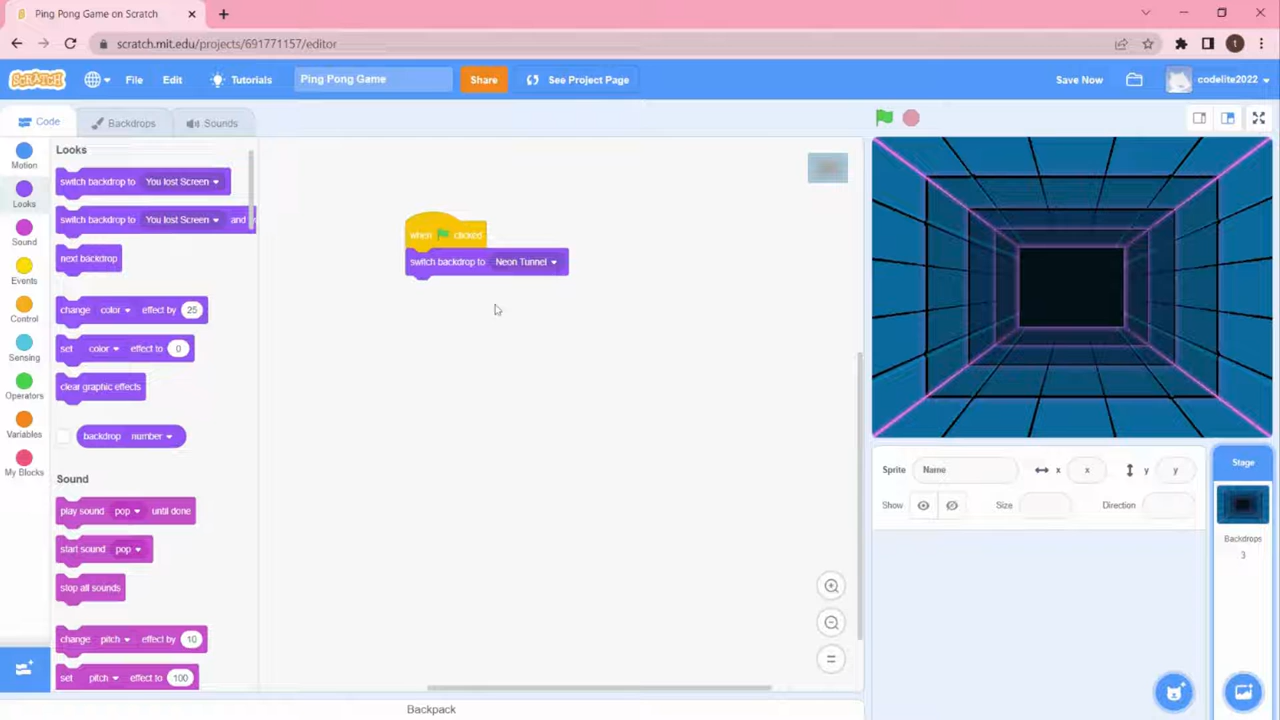 Ping Pong Game on Scratch
scratch.mit.edu/projects/691771157/editor
t
SCRATCH
File
Edit
Tutorials
Ping Pong Game
Share
See Project Page
Save Now
codelite2022
Code
Backdrops
Sounds
Motion
Looks
Sound
Events
Control
Sensing
Operators
Variables
My Blocks
Looks
switch backdrop to You lost Screen
switch backdrop to You lost Screen and
next backdrop
change color effect by 25
set color effect to 0
clear graphic effects
backdrop number
Sound
play sound pop until done
start sound pop
stop all sounds
change pitch effect by 10
set pitch effect to 100
when clicked
switch backdrop to Neon Tunnel
Sprite Name x x y y
Show Size Direction
Stage
Backdrops
3
Backpack